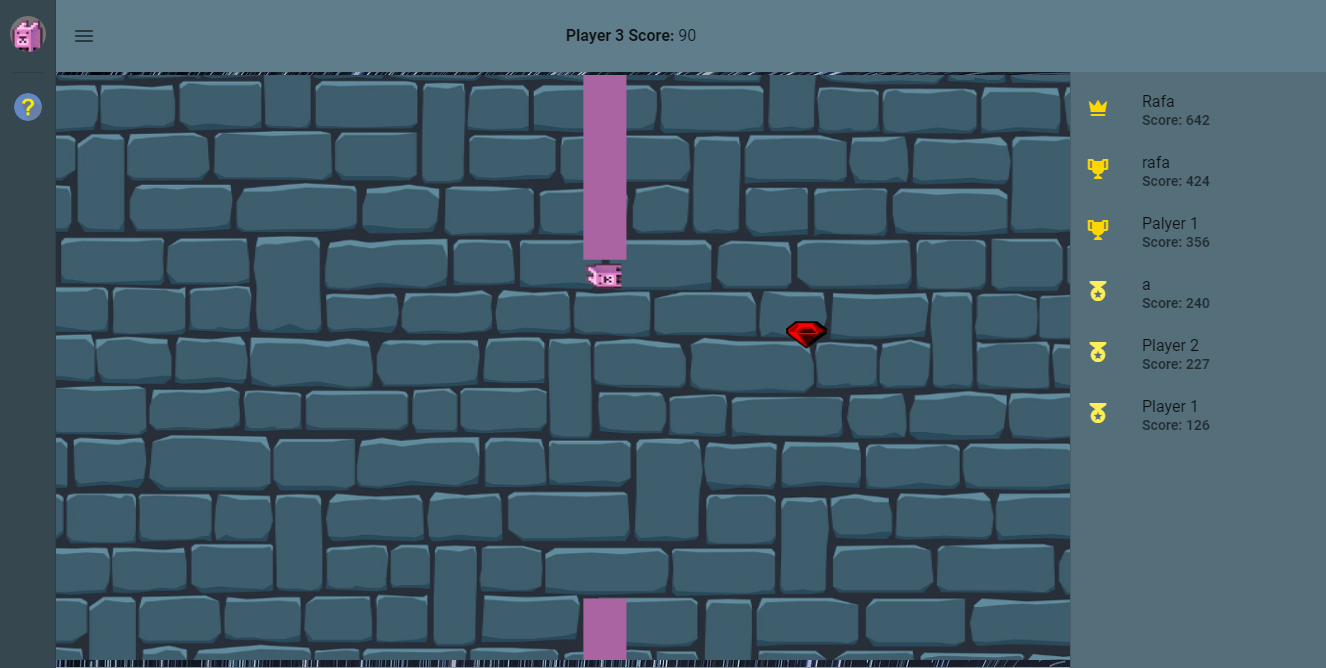 Player 3 Score: 90
?
Rafa
Score: 642
rafa
Score: 424
Palyer 1
Score: 356
a
Score: 240
Player 2
Score: 227
Player 1
Score: 126